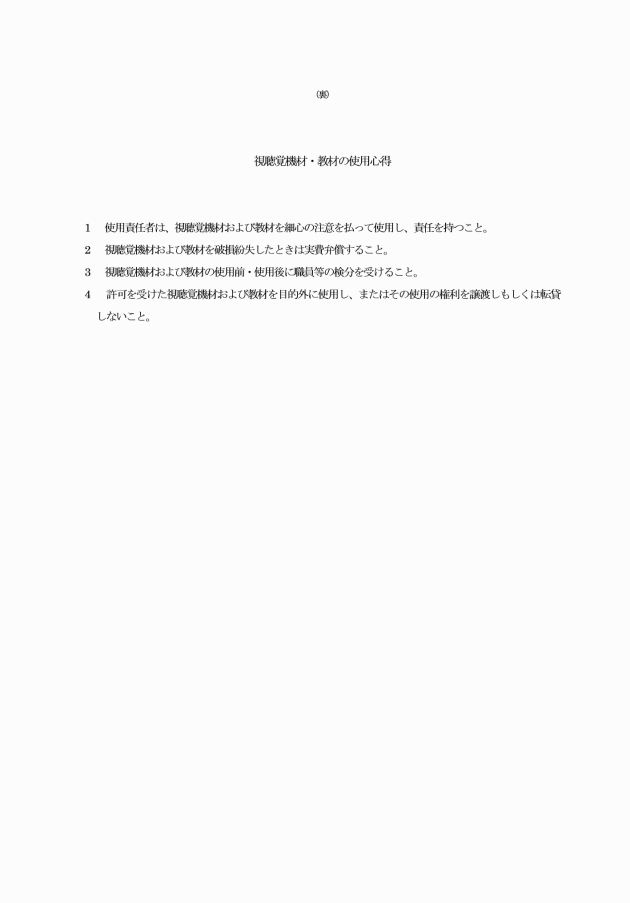 （裏）
視聴覚機材・教材の使用心得
1　使用責任者は、視聴覚機材および教材を細心の注意を払って使用し、責任を持つこと。
2　視聴覚機材および教材を破損紛失したときは実費弁償すること。
3　視聴覚機材および教材の使用前・使用後に職員等の検分を受けること。
4　許可を受けた視聴覚機材および教材を目的外に使用し、またはその使用の権利を譲渡しもしくは転貸
しないこと。